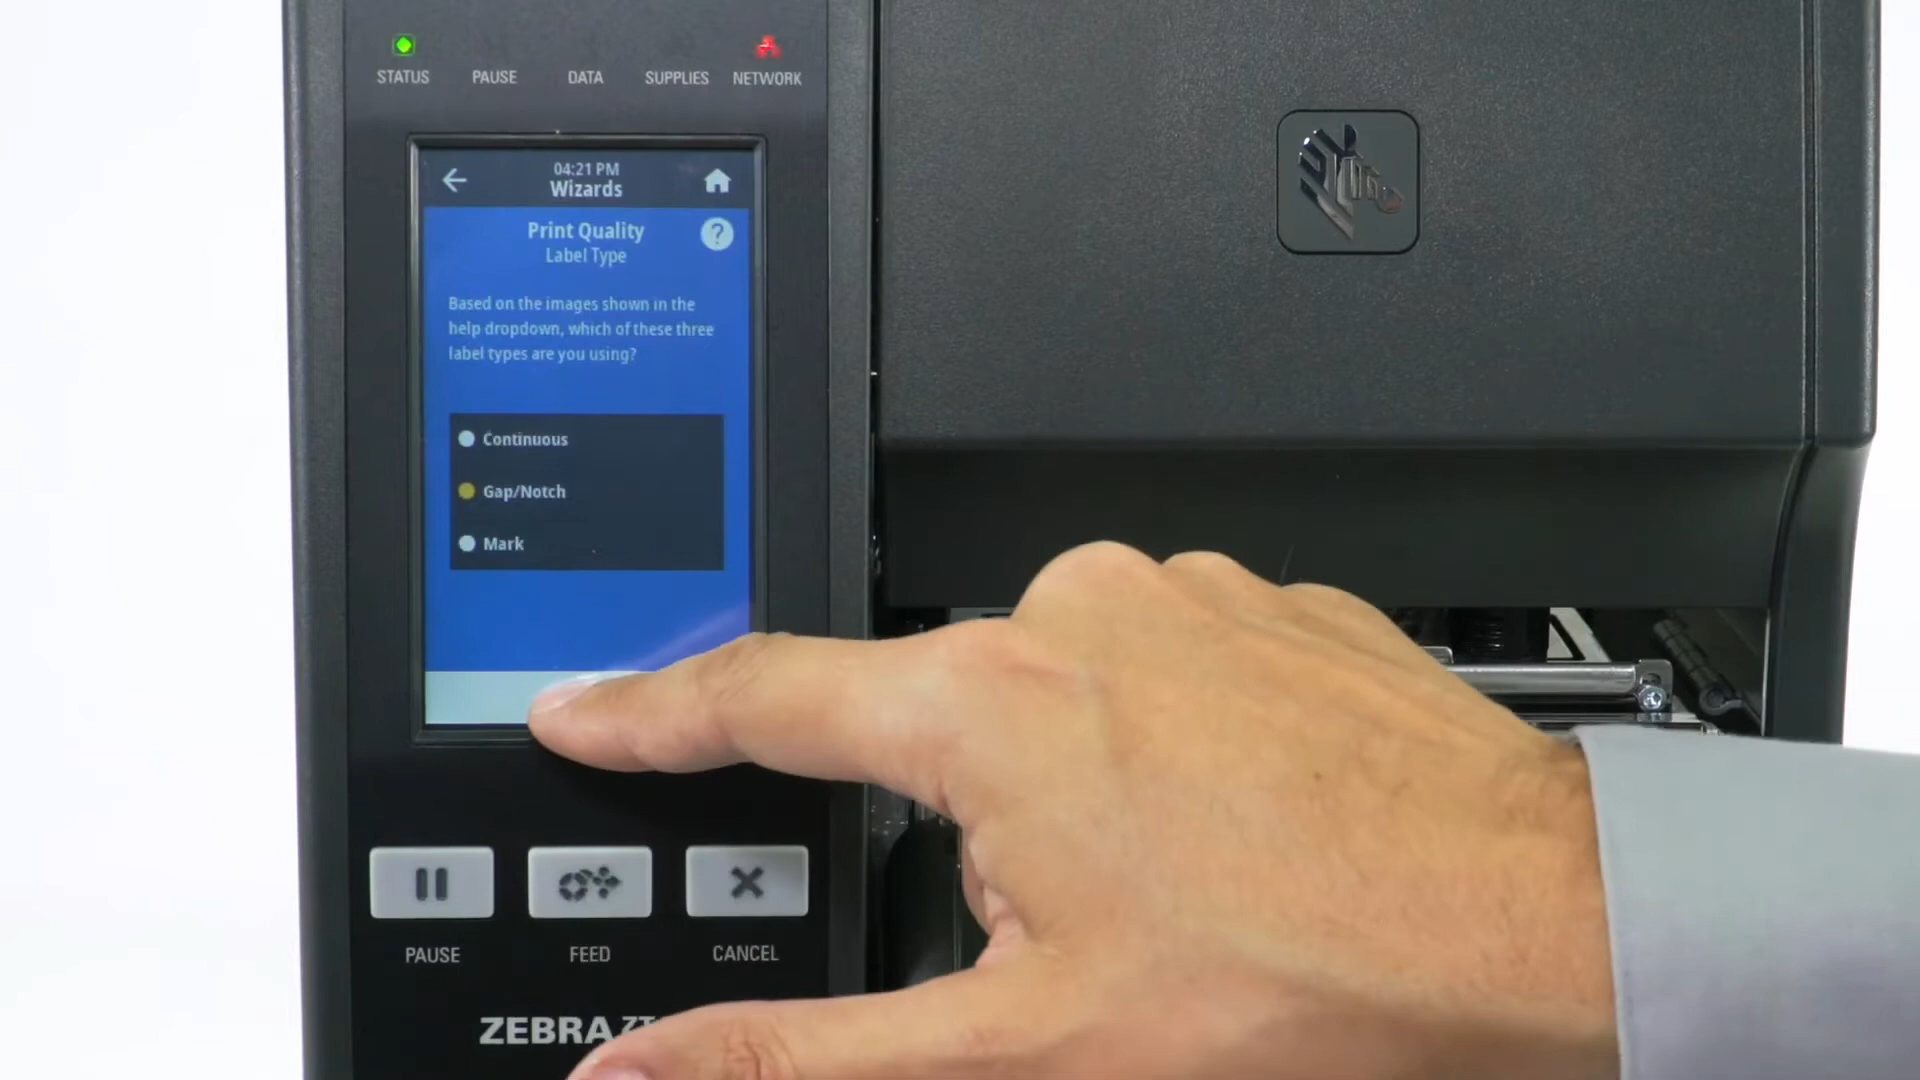 STATUS PAUSE DATA SUPPLIES NETWORK
04:21 PM
Wizards
Print Quality
?
Label Type
Based on the images shown in the
help dropdown, which of these three
label types are you using?
Continuous
Gap/Notch
Mark
PAUSE FEED CANCEL
ZEBRA